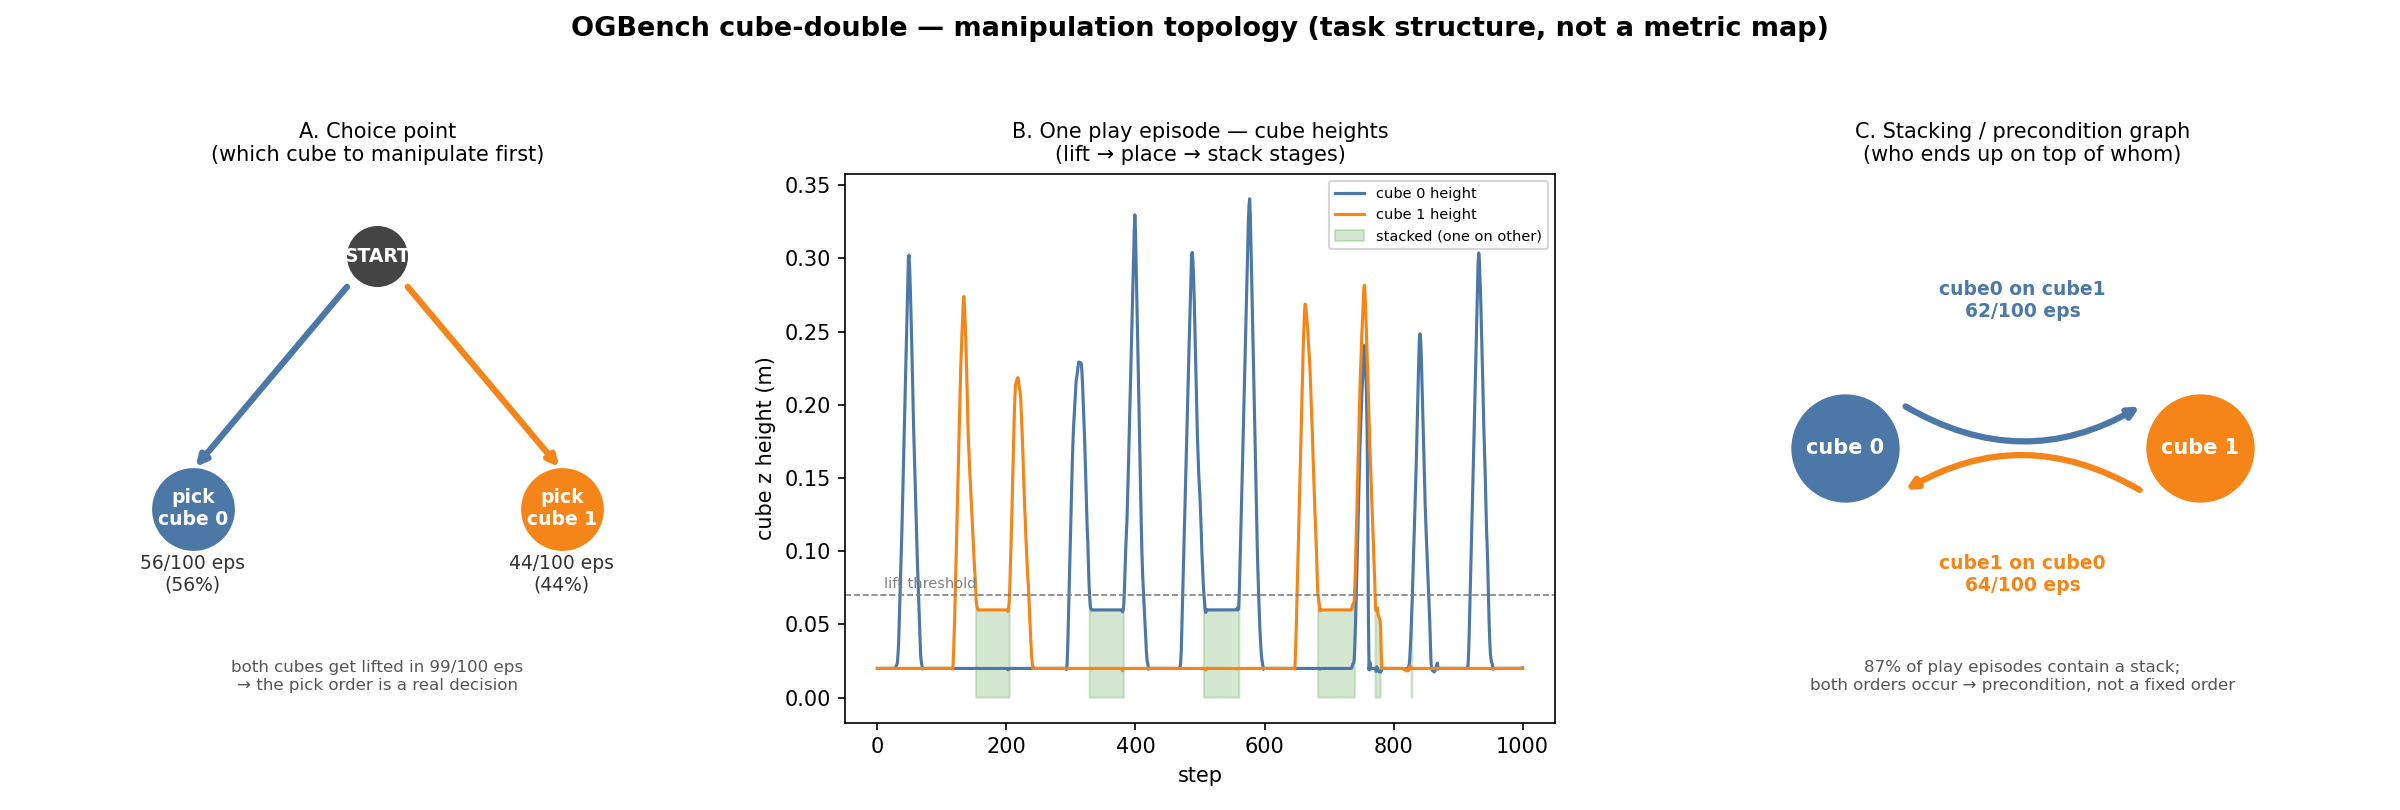 OGBench cube-double — manipulation topology (task structure, not a metric map)
A. Choice point
(which cube to manipulate first)
START
pick
cube 0
pick
cube 1
56/100 eps
(56%)
44/100 eps
(44%)
both cubes get lifted in 99/100 eps
→ the pick order is a real decision
B. One play episode — cube heights
(lift → place → stack stages)
cube z height (m)
0.35
0.30
0.25
0.20
0.15
0.10
0.05
0.00
cube 0 height
cube 1 height
stacked (one on other)
lift threshold
0
200
400
600
800
1000
step
C. Stacking / precondition graph
(who ends up on top of whom)
cube0 on cube1
62/100 eps
cube 0
cube 1
cube1 on cube0
64/100 eps
87% of play episodes contain a stack;
both orders occur → precondition, not a fixed order